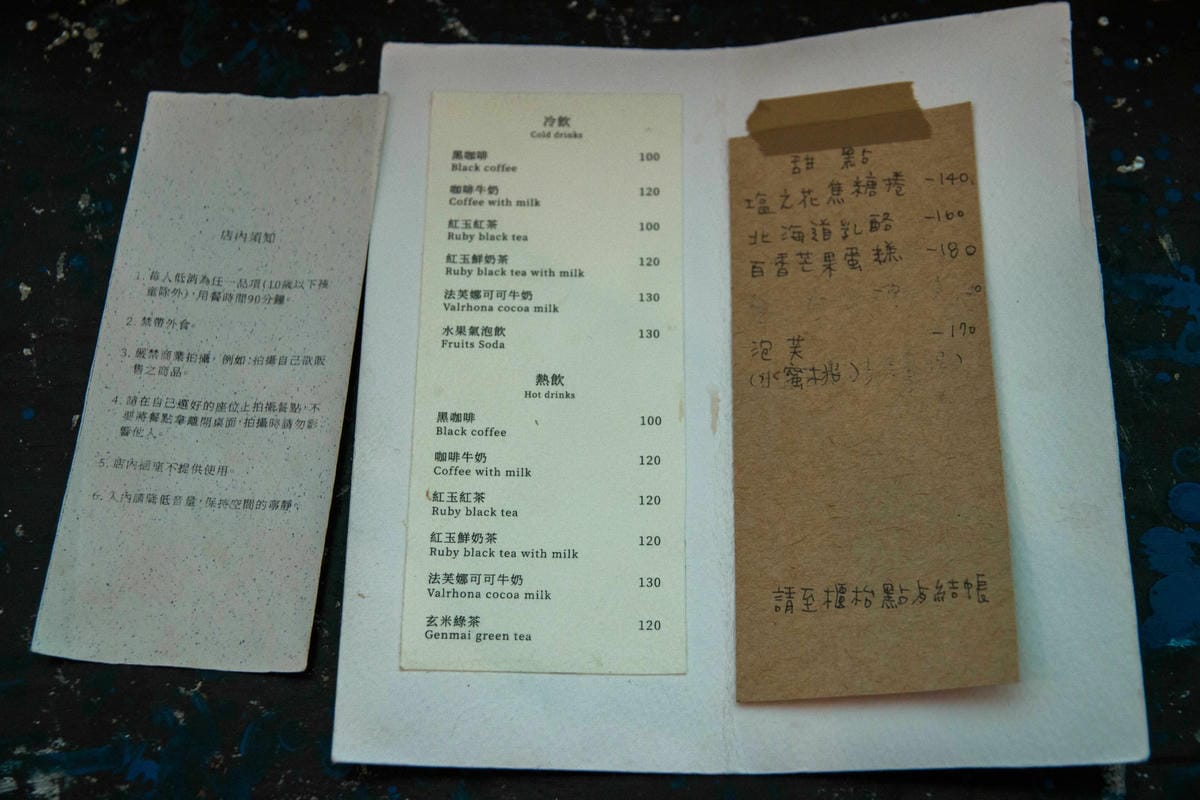 店內須知
1. 每人低消為任一品項(10歲以下孩
童除外),用餐時間90分鐘。
2. 禁帶外食。
3. 嚴禁商業拍攝, 例如:拍攝自己欲販
售之商品。
4. 請在自己選好的座位上拍攝餐點,不
要將餐點拿離開桌面,拍攝時請勿影
響他人。
5. 店內插座不提供使用。
6. 入內請降低音量,保持空間的寧靜。
冷飲
Cold drinks
黑咖啡 100
Black coffee
咖啡牛奶 120
Coffee with milk
紅玉紅茶 100
Ruby black tea
紅玉鮮奶茶 120
Ruby black tea with milk
法芙娜可可牛奶 130
Valrhona cocoa milk
水果氣泡飲 130
Fruits Soda
熱飲
Hot drinks
黑咖啡 100
Black coffee
咖啡牛奶 120
Coffee with milk
紅玉紅茶 120
Ruby black tea
紅玉鮮奶茶 120
Ruby black tea with milk
法芙娜可可牛奶 130
Valrhona cocoa milk
玄米綠茶 120
Genmai green tea
甜點
塩之花焦糖捲 -140.
北海道乳酪 -160
百香芒果蛋糕 -180
泡芙 -170
(水蜜桃)
請至櫃枱點与結帳